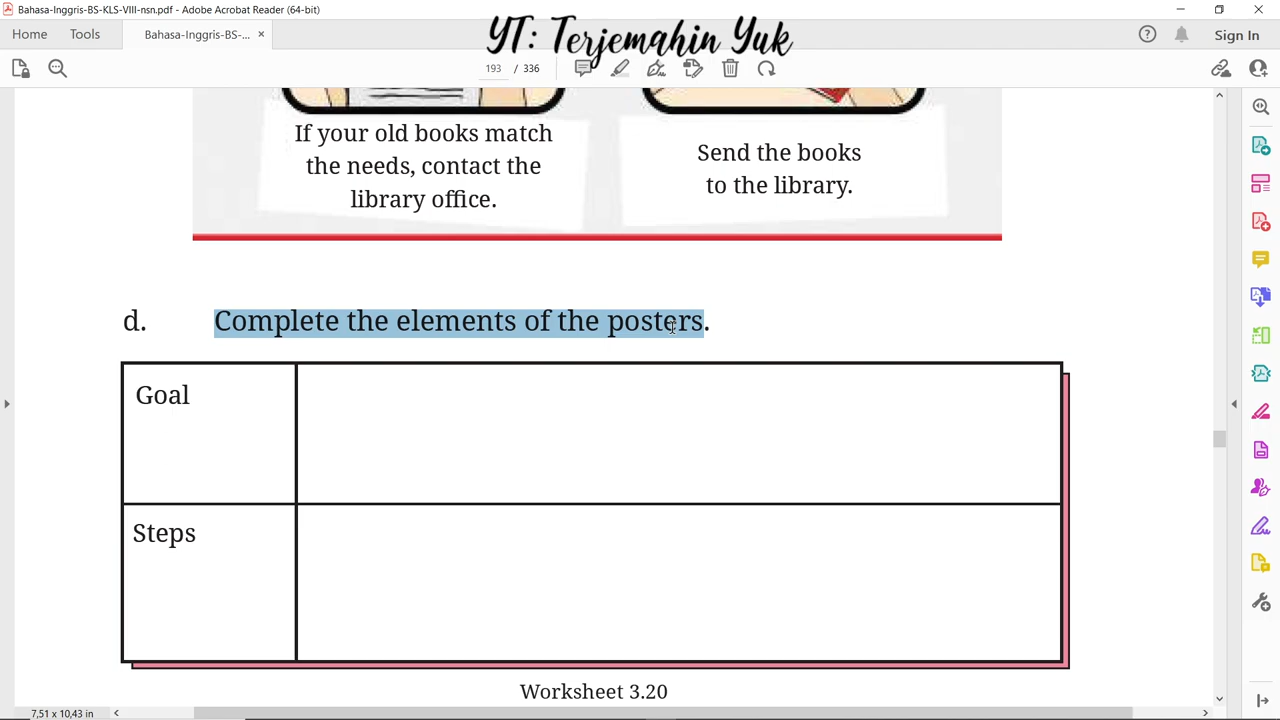 Bahasa-Inggris-BS-KLS-VIII-nsn.pdf - Adobe Acrobat Reader (64-bit)
YT: Terjemahin Yuk
Home Tools Bahasa-Inggris-BS-... × Sign In
193 / 336
If your old books match
the needs, contact the
library office.
Send the books
to the library.
d. Complete the elements of the posters.
Goal
Steps
Worksheet 3.20
7,51 x 10,43 in